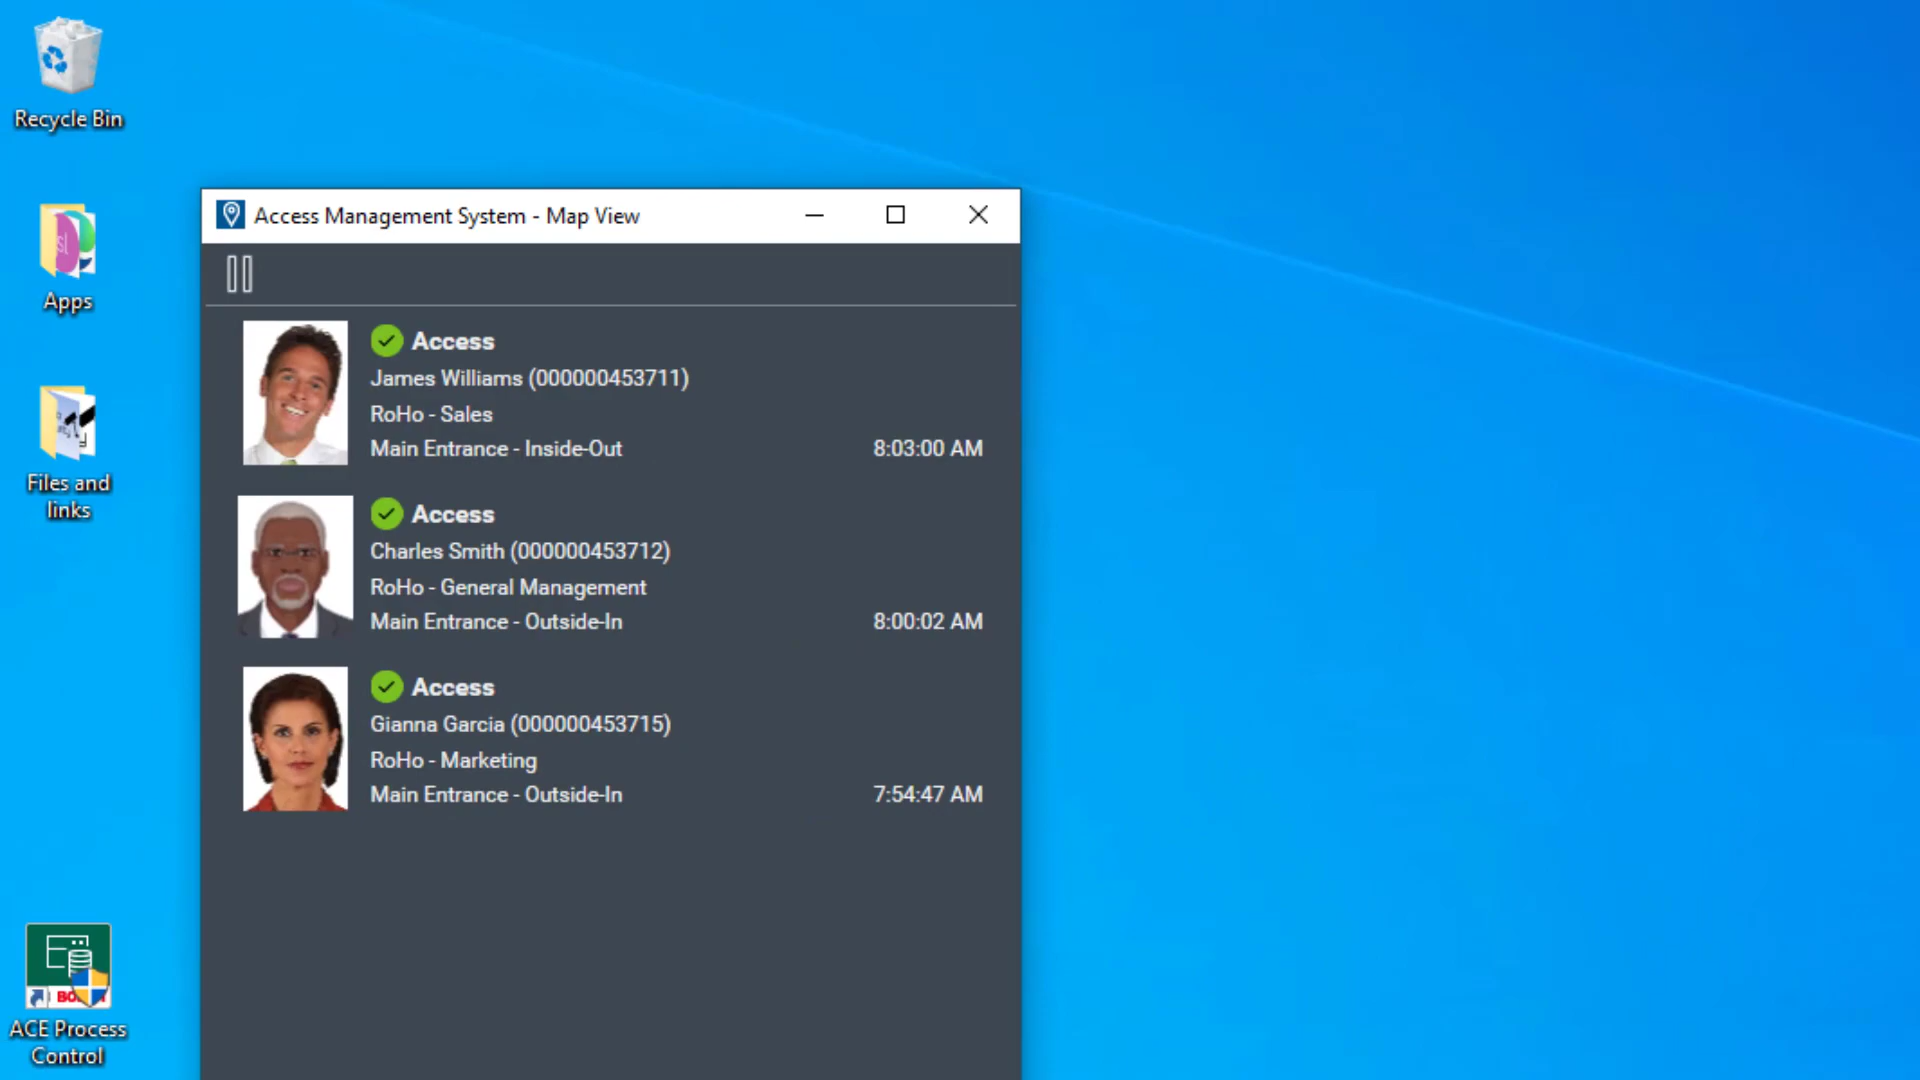 Recycle Bin
Apps
Files and
links
ACE Process
Control
Access Management System - Map View
Access
James Williams (000000453711)
RoHo - Sales
Main Entrance - Inside-Out 8:03:00 AM
Access
Charles Smith (000000453712)
RoHo - General Management
Main Entrance - Outside-In 8:00:02 AM
Access
Gianna Garcia (000000453715)
RoHo - Marketing
Main Entrance - Outside-In 7:54:47 AM